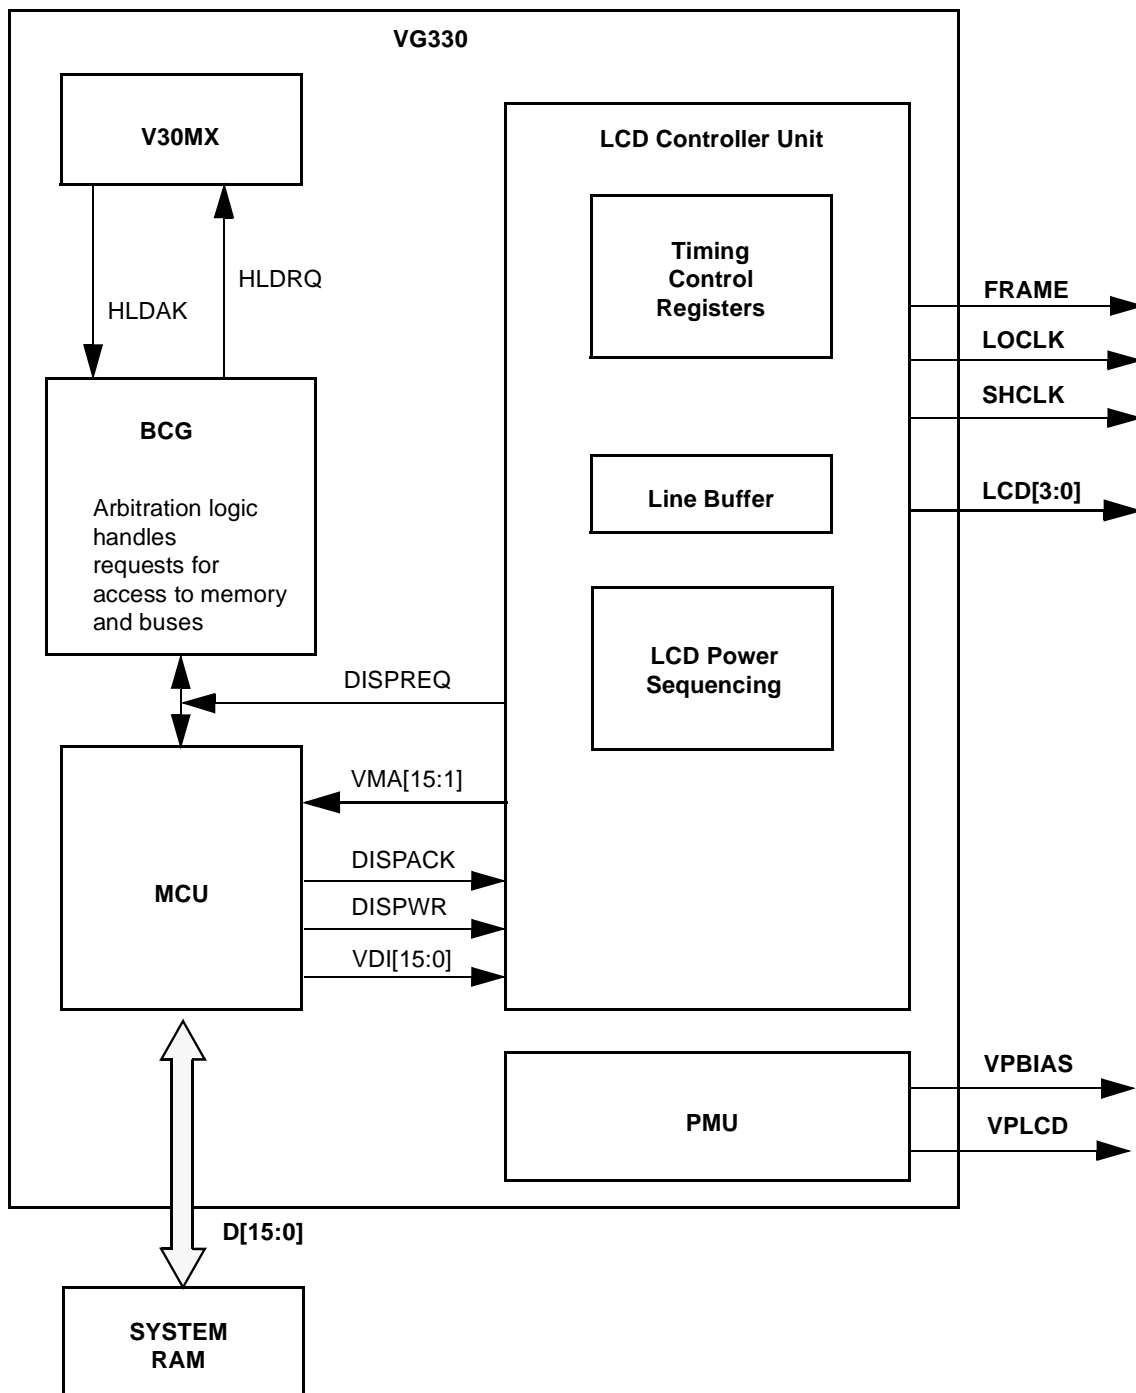 VG330
V30MX
LCD Controller Unit
Timing
Control
Registers
HLDRQ
HLDAK
FRAME
LOCLK
SHCLK
BCG
Arbitration logic
handles
requests for
access to memory
and buses
Line Buffer
LCD[3:0]
LCD Power
Sequencing
DISPREQ
VMA[15:1]
DISPACK
MCU
DISPWR
VDI[15:0]
PMU
VPBIAS
VPLCD
D[15:0]
SYSTEM
RAM